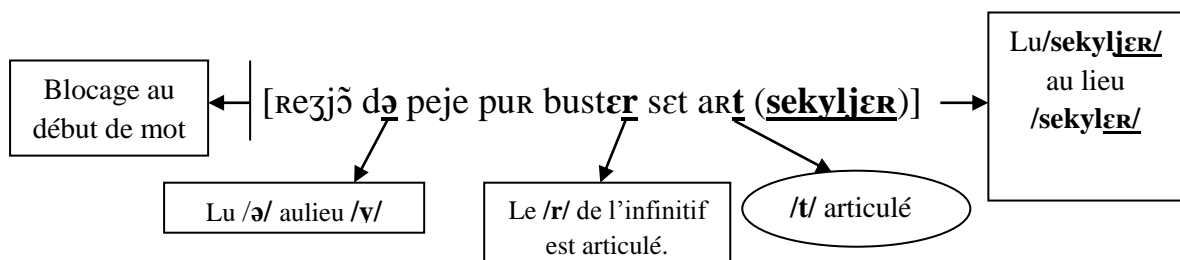 Blocage au
début de mot
[ʀeʒjɔ̃ də peje puʀ bustɛr sɛt aʀt (sekyljɛʀ)]
Lu/sekyljɛʀ/
au lieu
/sekylɛʀ/
Lu /ə/ aulieu /y/
Le /r/ de l’infinitif
est articulé.
/t/ articulé